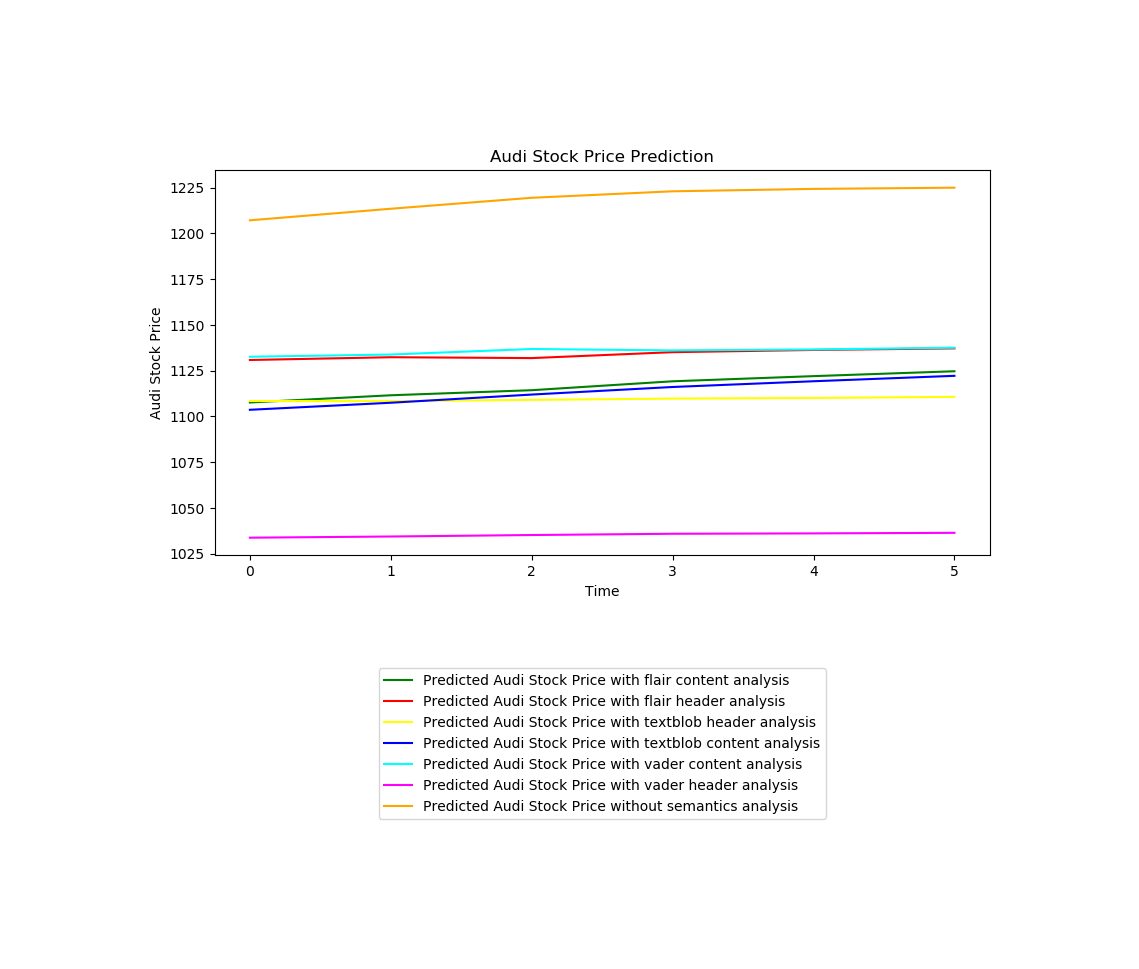 Audi Stock Price Prediction
1225
1200
1175
1150
1125
1100
1075
1050
1025
Audi Stock Price
0 1 2 3 4 5
Time
Predicted Audi Stock Price with flair content analysis
Predicted Audi Stock Price with flair header analysis
Predicted Audi Stock Price with textblob header analysis
Predicted Audi Stock Price with textblob content analysis
Predicted Audi Stock Price with vader content analysis
Predicted Audi Stock Price with vader header analysis
Predicted Audi Stock Price without semantics analysis